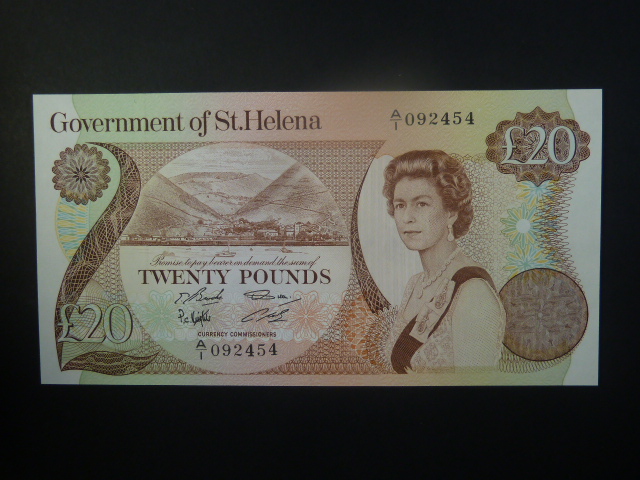 Government of St.Helena
A/1 092454
£20
Promise to pay bearer on demand the sum of
TWENTY POUNDS
£20
CURRENCY COMMISSIONERS
A/1 092454